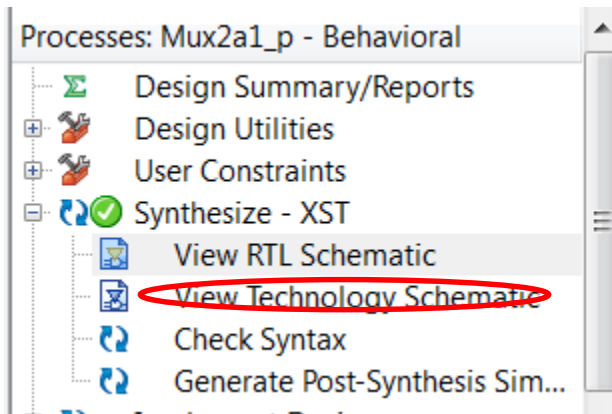 Processes: Mux2a1_p - Behavioral
Design Summary/Reports
Design Utilities
User Constraints
Synthesize - XST
View RTL Schematic
View Technology Schematic
Check Syntax
Generate Post-Synthesis Sim...